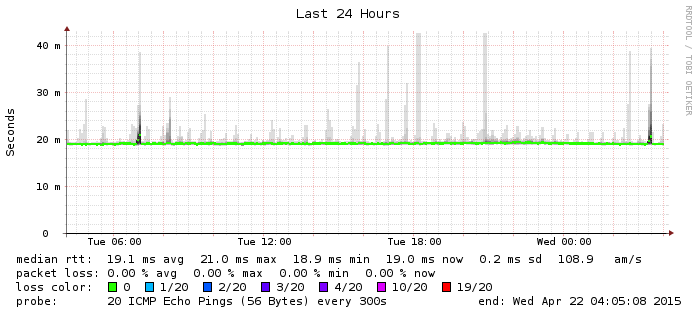 Last 24 Hours
RRDTOOL / TOBI OETIKER
Seconds
40 m
30 m
20 m
10 m
0
Tue 06:00 Tue 12:00 Tue 18:00 Wed 00:00
median rtt: 19.1 ms avg 21.0 ms max 18.9 ms min 19.0 ms now 0.2 ms sd 108.9 am/s
packet loss: 0.00 % avg 0.00 % max 0.00 % min 0.00 % now
loss color: 0 1/20 2/20 3/20 4/20 10/20 19/20
probe: 20 ICMP Echo Pings (56 Bytes) every 300s end: Wed Apr 22 04:05:08 2015